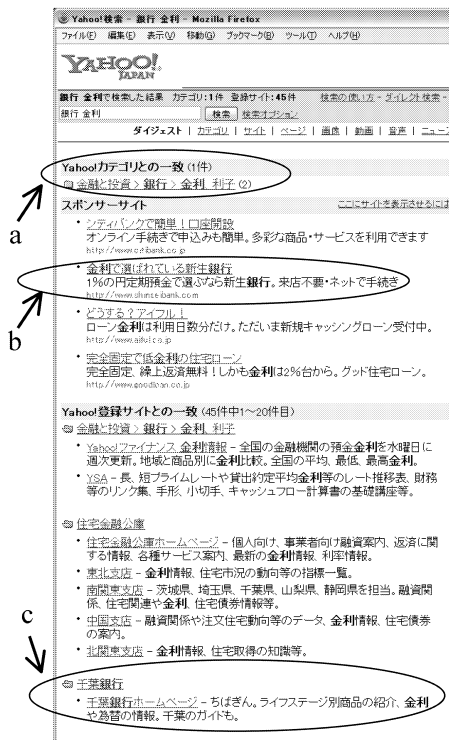 Yahoo!検索 - 銀行 金利 - Mozilla Firefox
ファイル(F) 編集(E) 表示(V) 移動(G) ブックマーク(B) ツール(T) ヘルプ(H)
YAHOO!
JAPAN
銀行 金利で検索した結果 カテゴリ:1件 登録サイト:45件 検索の使い方 - ダイレクト検索 -
銀行 金利 検索 検索オプション
ダイジェスト | カテゴリ | サイト | ページ | 画像 | 動画 | 音声 | ニュー
Yahoo!カテゴリとの一致 (1件)
金融と投資 > 銀行 > 金利、利子 (2)
a
スポンサーサイト ここにサイトを表示させるには
・シティバンクで簡単！口座開設
オンライン手続きで申込みも簡単。多彩な商品・サービスを利用できます
http://www.citibank.co.jp
・金利で選ばれている新生銀行
1%の円定期預金で選ぶなら新生銀行。来店不要・ネットで手続き
http://www.shinseibank.com
b
・どうする？アイフル！
ローン金利は利用日数分だけ。ただいま新規キャッシングローン受付中。
http://www.aiful.co.jp
・完全固定で低金利の住宅ローン
完全固定、繰上返済無料！しかも金利は2%台から。グッド住宅ローン。
http://www.goodloan.co.jp
Yahoo!登録サイトとの一致 (45件中1～20件目)
金融と投資 > 銀行 > 金利、利子
・Yahoo!ファイナンス 金利情報 - 全国の金融機関の預金金利を水曜日に
週次更新。地域と商品別に金利比較。全国の平均、最低、最高金利。
・YSA - 長、短プライムレートや貸出約定平均金利等のレート推移表、財務
等のリンク集、手形、小切手、キャッシュフロー計算書の基礎講座等。
住宅金融公庫
・住宅金融公庫ホームページ - 個人向け、事業者向け融資案内、返済に関
する情報、各種サービス案内、最新の金利情報、利率情報。
・東北支店 - 金利情報、住宅市況の動向等の指標一覧。
・南関東支店 - 茨城県、埼玉県、千葉県、山梨県、静岡県を担当。融資関
係、住宅関連や金利、住宅債券情報等。
・中国支店 - 融資関係や注文住宅動向等のデータ、金利情報、住宅債券
の案内。
・北関東支店 - 金利情報、住宅取得の知識等。
c
千葉銀行
・千葉銀行ホームページ - ちばぎん。ライフステージ別商品の紹介、金利
や為替の情報。千葉のガイドも。